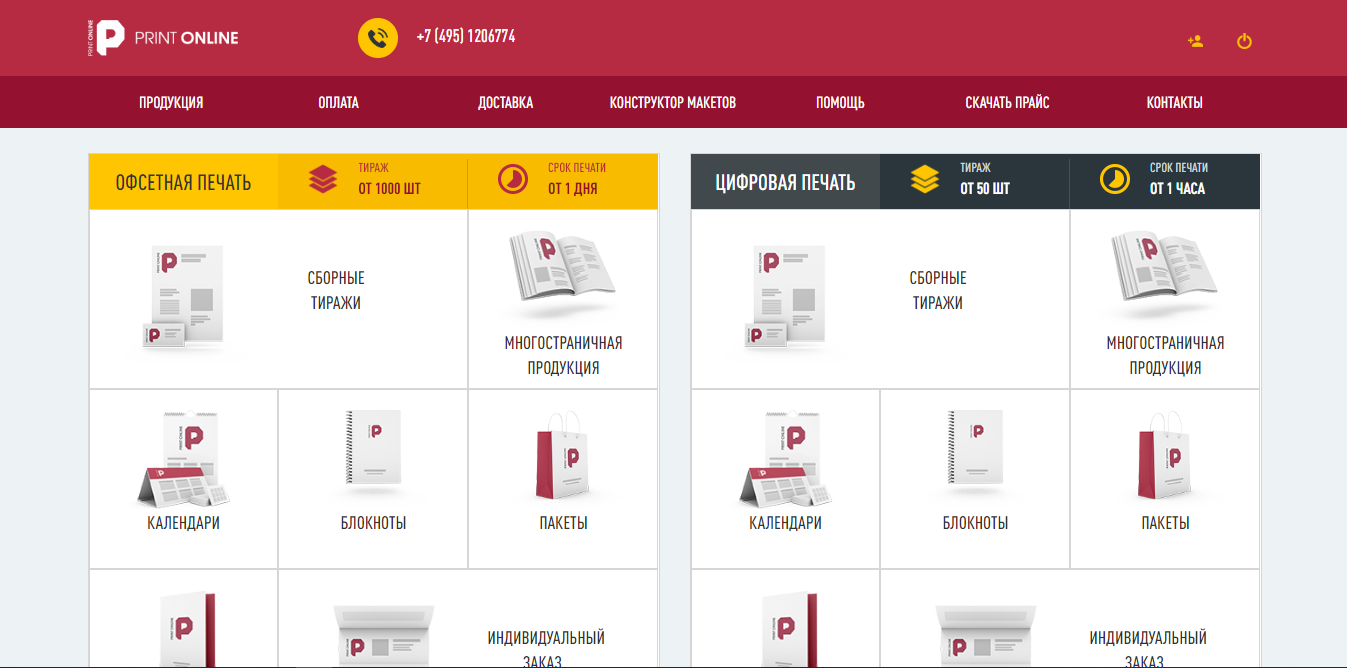 PRINT ONLINE
PRINT ONLINE
+7 (495) 1206774
ПРОДУКЦИЯ
ОПЛАТА
ДОСТАВКА
КОНСТРУКТОР МАКЕТОВ
ПОМОЩЬ
СКАЧАТЬ ПРАЙС
КОНТАКТЫ
ОФСЕТНАЯ ПЕЧАТЬ
ТИРАЖ
ОТ 1000 ШТ
СРОК ПЕЧАТИ
ОТ 1 ДНЯ
СБОРНЫЕ
ТИРАЖИ
МНОГОСТРАНИЧНАЯ
ПРОДУКЦИЯ
КАЛЕНДАРИ
БЛОКНОТЫ
ПАКЕТЫ
ИНДИВИДУАЛЬНЫЙ
ЗАКАЗ
ЦИФРОВАЯ ПЕЧАТЬ
ТИРАЖ
ОТ 50 ШТ
СРОК ПЕЧАТИ
ОТ 1 ЧАСА
СБОРНЫЕ
ТИРАЖИ
МНОГОСТРАНИЧНАЯ
ПРОДУКЦИЯ
КАЛЕНДАРИ
БЛОКНОТЫ
ПАКЕТЫ
ИНДИВИДУАЛЬНЫЙ
ЗАКАЗ